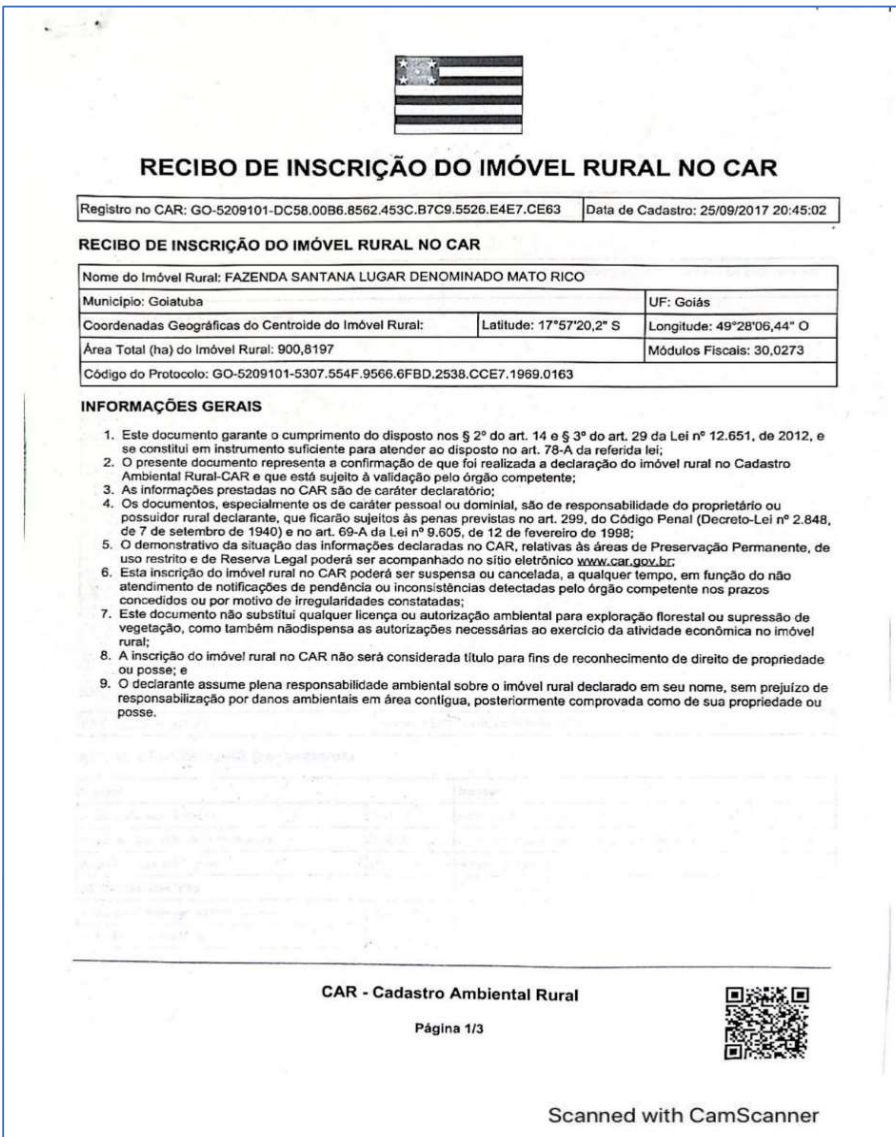 RECIBO DE INSCRIÇÃO DO IMÓVEL RURAL NO CAR
Registro no CAR: GO-5209101-DC58.00B6.8562.453C.B7C9.5526.E4E7.CE63 Data de Cadastro: 25/09/2017 20:45:02
RECIBO DE INSCRIÇÃO DO IMÓVEL RURAL NO CAR
Nome do Imóvel Rural: FAZENDA SANTANA LUGAR DENOMINADO MATO RICO
Município: Goiatuba UF: Goiás
Coordenadas Geográficas do Centroide do Imóvel Rural: Latitude: 17°57'20,2" S Longitude: 49°28'06,44" O
Área Total (ha) do Imóvel Rural: 900,8197 Módulos Fiscais: 30,0273
Código do Protocolo: GO-5209101-5307.554F.9566.6FBD.2538.CCE7.1969.0163
INFORMAÇÕES GERAIS
1. Este documento garante o cumprimento do disposto nos § 2º do art. 14 e § 3º do art. 29 da Lei nº 12.651, de 2012, e
se constitui em instrumento suficiente para atender ao disposto no art. 78-A da referida lei;
2. O presente documento representa a confirmação de que foi realizada a declaração do imóvel rural no Cadastro
Ambiental Rural-CAR e que está sujeito à validação pelo órgão competente;
3. As informações prestadas no CAR são de caráter declaratório;
4. Os documentos, especialmente os de caráter pessoal ou dominial, são de responsabilidade do proprietário ou
possuidor rural declarante, que ficarão sujeitos às penas previstas no art. 299, do Código Penal (Decreto-Lei nº 2.848,
de 7 de setembro de 1940) e no art. 69-A da Lei nº 9.605, de 12 de fevereiro de 1998;
5. O demonstrativo da situação das informações declaradas no CAR, relativas às áreas de Preservação Permanente, de
uso restrito e de Reserva Legal poderá ser acompanhado no sítio eletrônico www.car.gov.br;
6. Esta inscrição do imóvel rural no CAR poderá ser suspensa ou cancelada, a qualquer tempo, em função do não
atendimento de notificações de pendência ou inconsistências detectadas pelo órgão competente nos prazos
concedidos ou por motivo de irregularidades constatadas;
7. Este documento não substitui qualquer licença ou autorização ambiental para exploração florestal ou supressão de
vegetação, como também nãodispensa as autorizações necessárias ao exercício da atividade econômica no imóvel
rural;
8. A inscrição do imóvel rural no CAR não será considerada título para fins de reconhecimento de direito de propriedade
ou posse; e
9. O declarante assume plena responsabilidade ambiental sobre o imóvel rural declarado em seu nome, sem prejuízo de
responsabilização por danos ambientais em área contígua, posteriormente comprovada como de sua propriedade ou
posse.
CAR - Cadastro Ambiental Rural
Página 1/3
Scanned with CamScanner